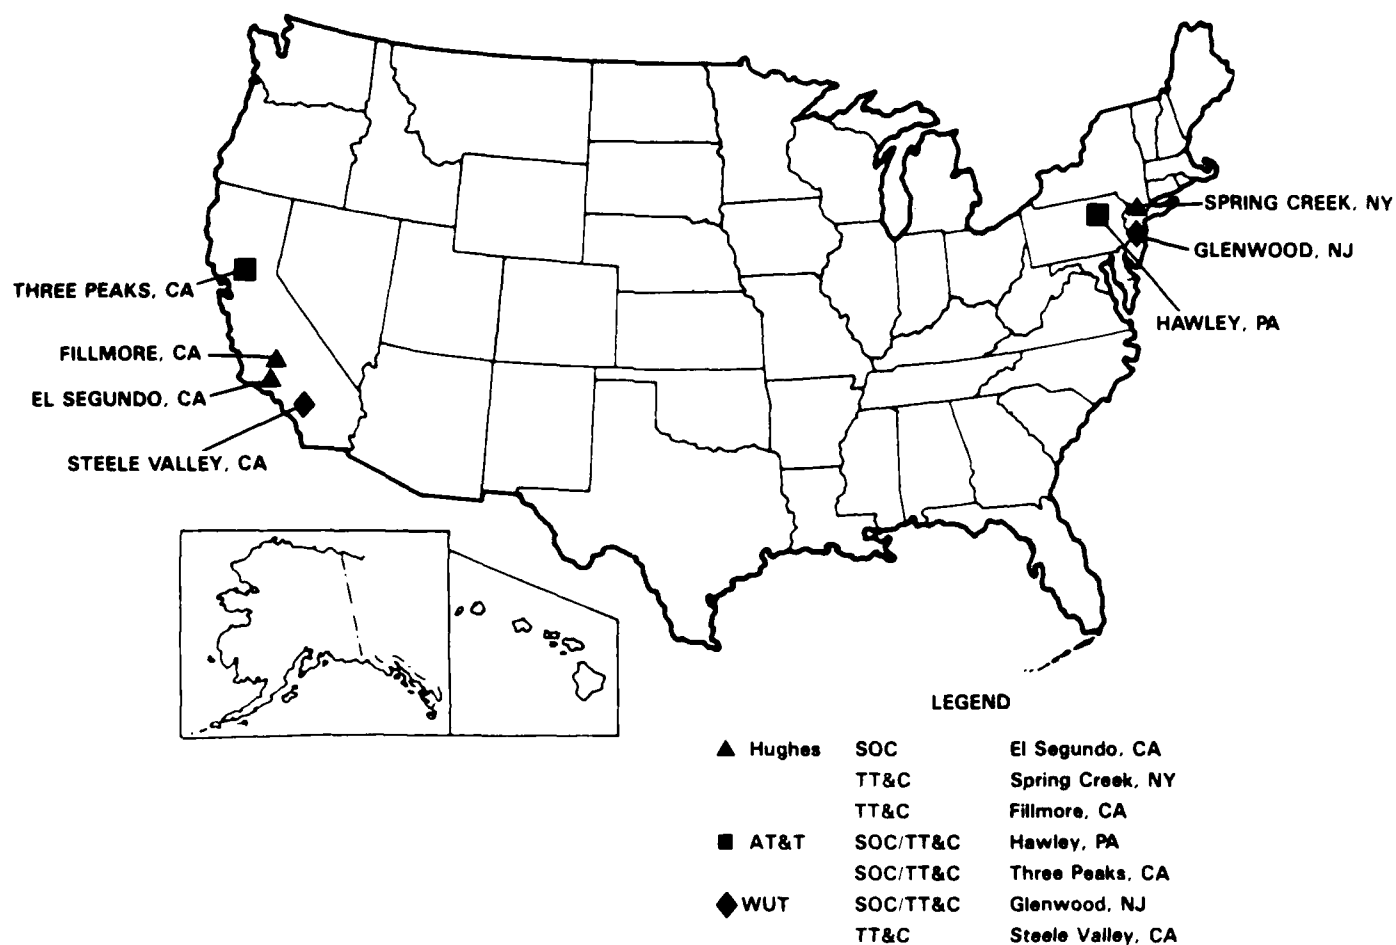 SPRING CREEK, NY
GLENWOOD, NJ
THREE PEAKS, CA
HAWLEY, PA
FILLMORE, CA
EL SEGUNDO, CA
STEELE VALLEY, CA
LEGEND
Hughes SOC El Segundo, CA
TT&C Spring Creek, NY
TT&C Fillmore, CA
AT&T SOC/TT&C Hawley, PA
SOC/TT&C Three Peaks, CA
WUT SOC/TT&C Glenwood, NJ
TT&C Steele Valley, CA